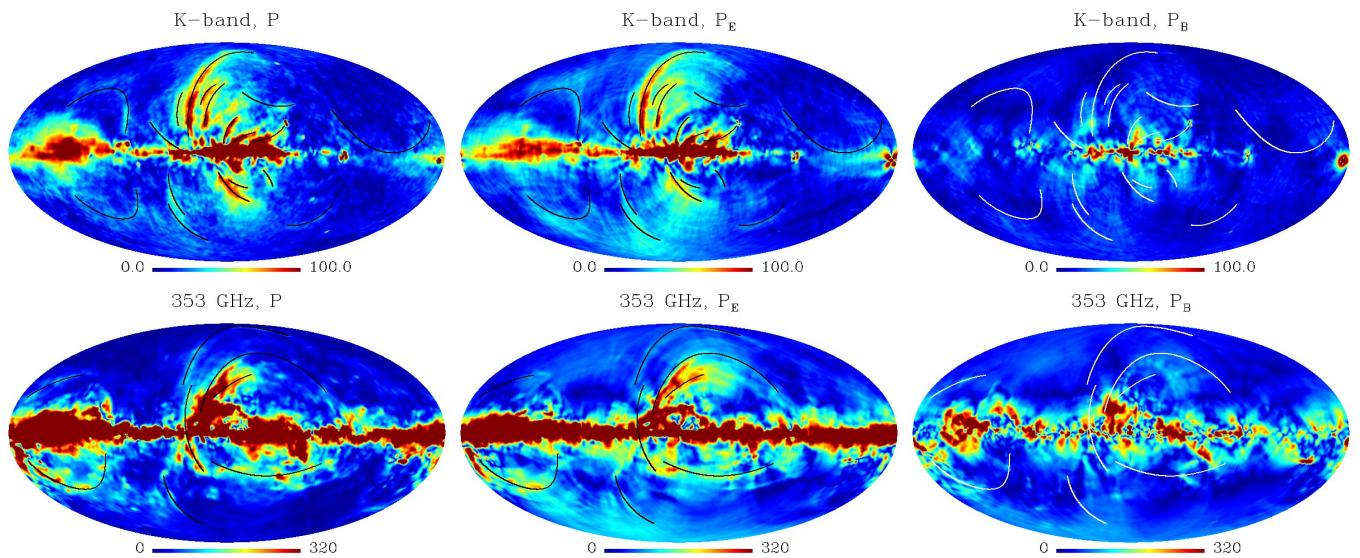 K-band, P
K-band, P_E
K-band, P_B
0.0 100.0
0.0 100.0
0.0 100.0
353 GHz, P
353 GHz, P_E
353 GHz, P_B
0 320
0 320
0 320